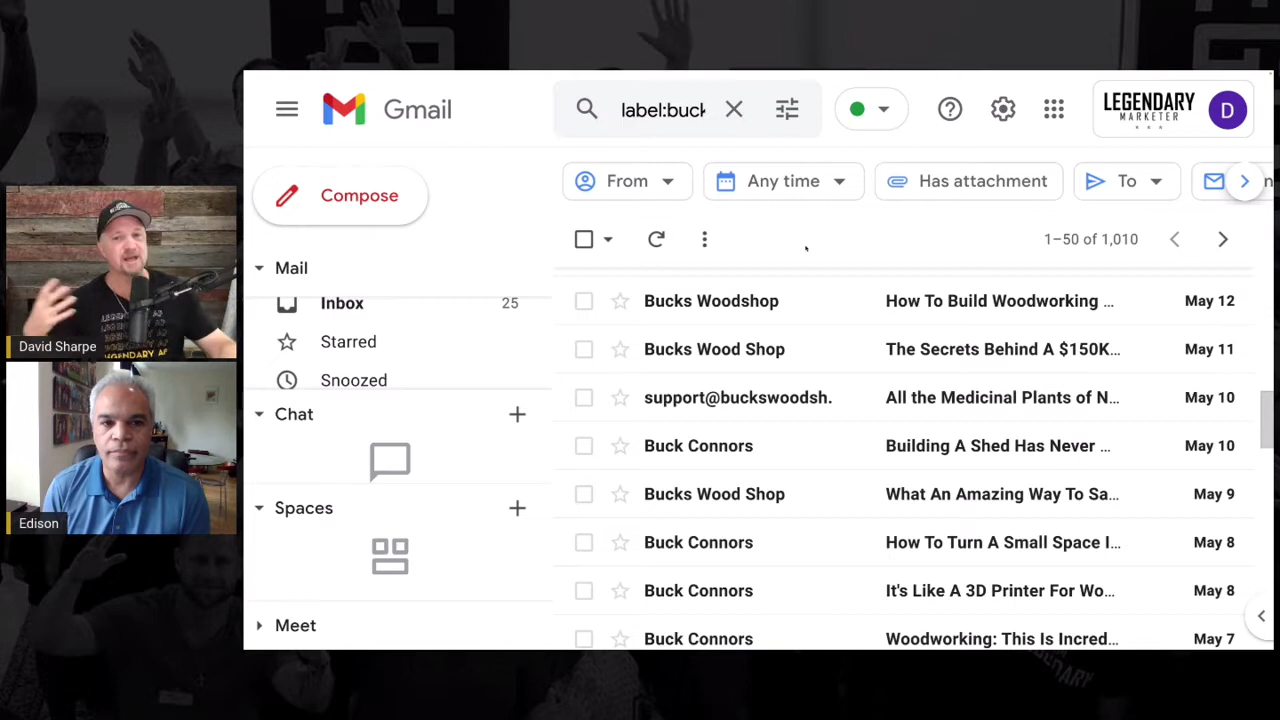 Gmail
label:buck
LEGENDARY
MARKETER
D
Compose
From
Any time
Has attachment
To
Mail
1–50 of 1,010
Inbox 25
Starred
Snoozed
Chat
Spaces
Meet
Bucks Woodshop How To Build Woodworking ... May 12
Bucks Wood Shop The Secrets Behind A $150K... May 11
support@buckswoodsh. All the Medicinal Plants of N... May 10
Buck Connors Building A Shed Has Never ... May 10
Bucks Wood Shop What An Amazing Way To Sa... May 9
Buck Connors How To Turn A Small Space I... May 8
Buck Connors It's Like A 3D Printer For Wo... May 8
Buck Connors Woodworking: This Is Incred... May 7
LEGENDARY AF
David Sharpe
Edison